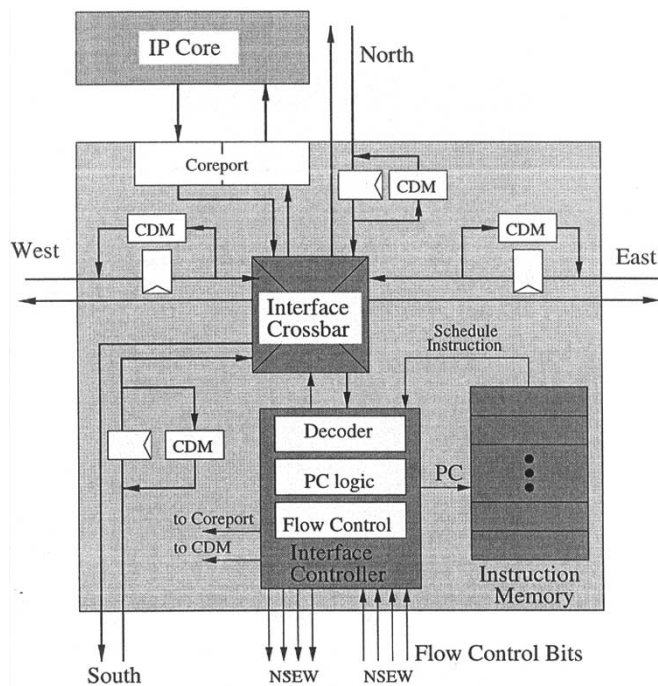 IP Core
North
Coreport
CDM
CDM
CDM
West
East
Interface
Crossbar
Schedule
Instruction
CDM
Decoder
PC logic
PC
Flow Control
to Coreport
to CDM
Interface
Controller
Instruction
Memory
South
NSEW
NSEW
Flow Control Bits